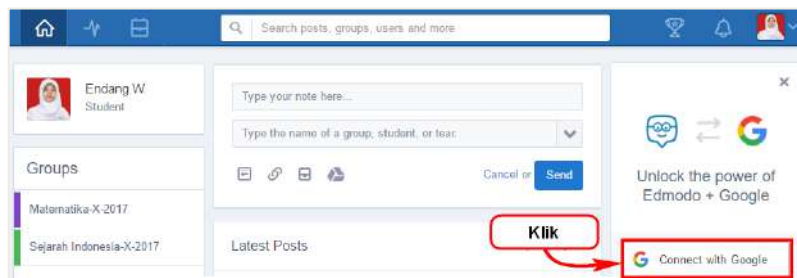 Search posts, groups, users and more
Endang W
Student
Groups
Matematika-X-2017
Sejarah Indonesia-X-2017
Type your note here...
Type the name of a group, student, or teac
Cancel or Send
Latest Posts
Klik
Unlock the power of
Edmodo + Google
Connect with Google